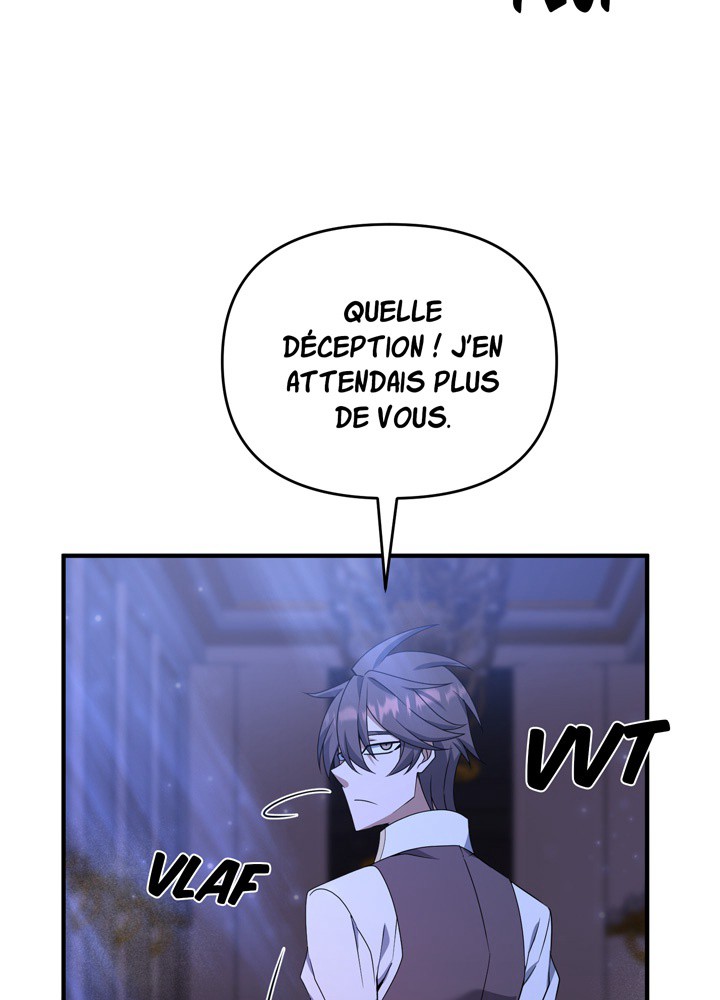 QUELLE
DÉCEPTION ! J'EN
ATTENDAIS PLUS
DE VOUS.
VVT
VLAF